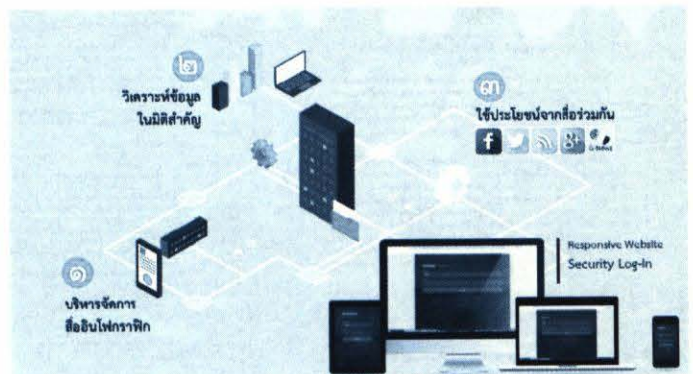 ๒
วิเคราะห์ข้อมูล
ในมิติสำคัญ
๓
ใช้ประโยชน์จากสื่อร่วมกัน
๑
บริหารจัดการ
สื่ออินโฟกราฟิก
Responsive Website
Security Log-In